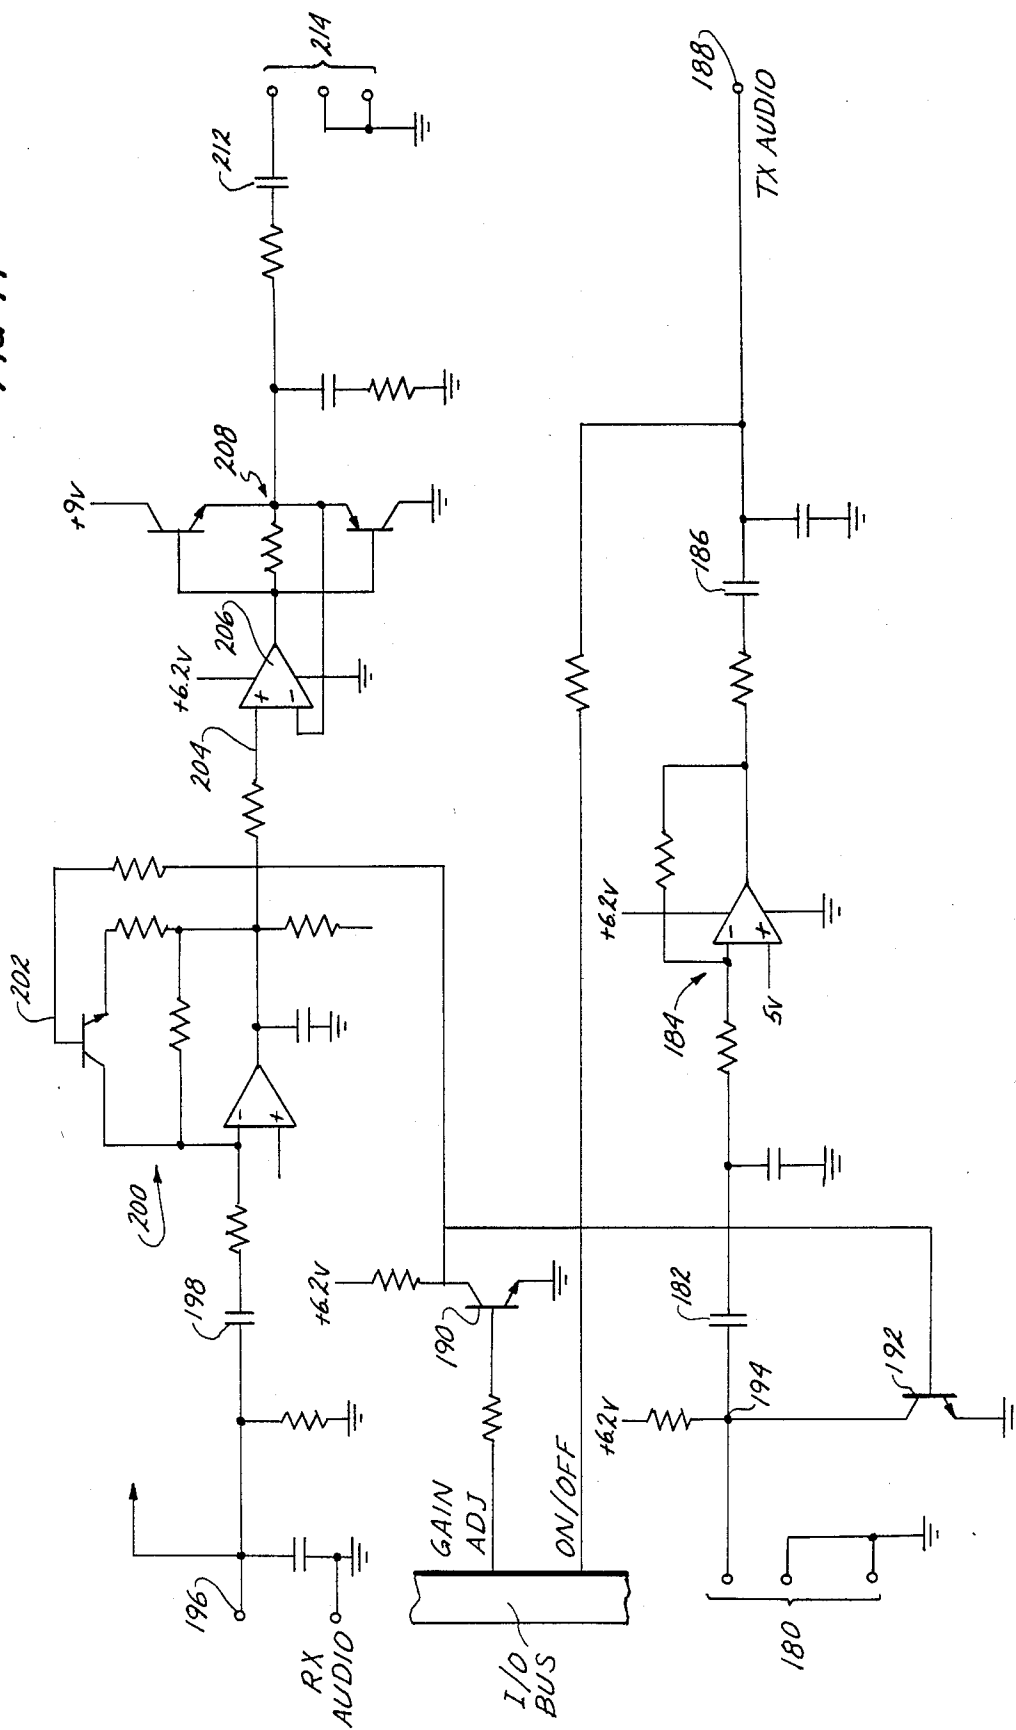 202
+9V
200
196
198
204
+6.2V
206
+
−
208
212
214
−
+
RX
AUDIO
+6.2V
190
GAIN
ADJ
ON/OFF
I/O
BUS
+6.2V
194
182
184
+6.2V
−
+
5V
186
188
TX AUDIO
180
192